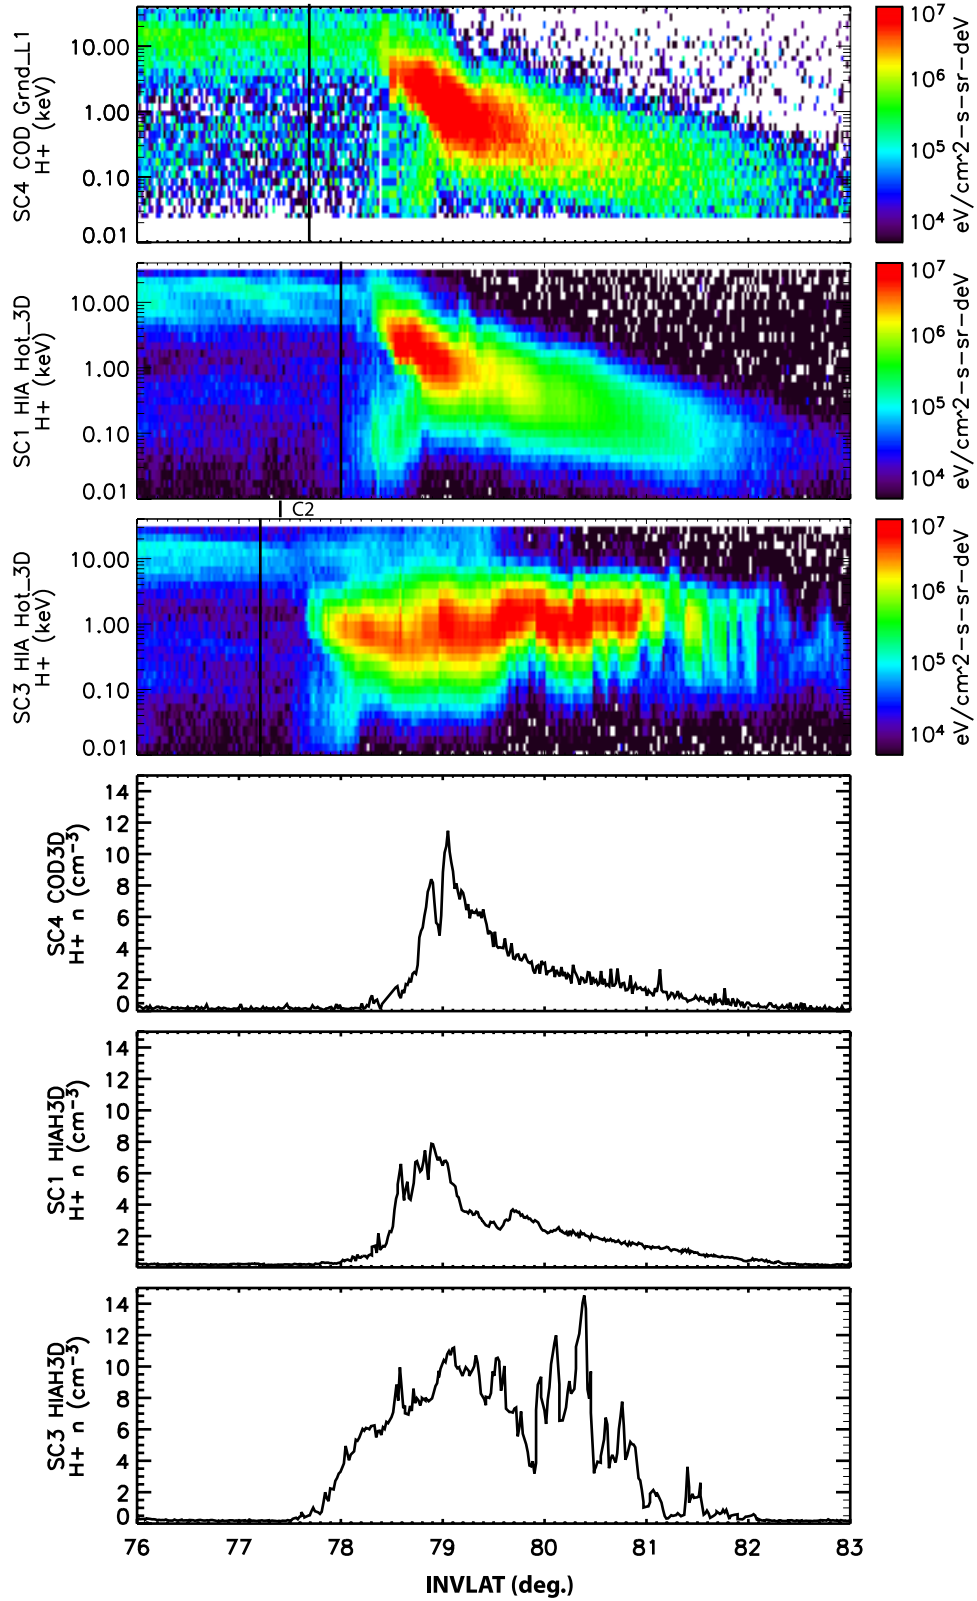 SC4 COD Grnd_L1
H+ (keV)
10.00
1.00
0.10
0.01
10^7
10^6
10^5
10^4
eV/cm^2-s-sr-deV
SC1 HIA Hot_3D
H+ (keV)
10.00
1.00
0.10
0.01
10^7
10^6
10^5
10^4
eV/cm^2-s-sr-deV
C2
SC3 HIA Hot_3D
H+ (keV)
10.00
1.00
0.10
0.01
10^7
10^6
10^5
10^4
eV/cm^2-s-sr-deV
SC4 COD3D
H+ n (cm⁻³)
14
12
10
8
6
4
2
0
SC1 HIAH3D
H+ n (cm⁻³)
14
12
10
8
6
4
2
SC3 HIAH3D
H+ n (cm⁻³)
14
12
10
8
6
4
2
0
76 77 78 79 80 81 82 83
INVLAT (deg.)